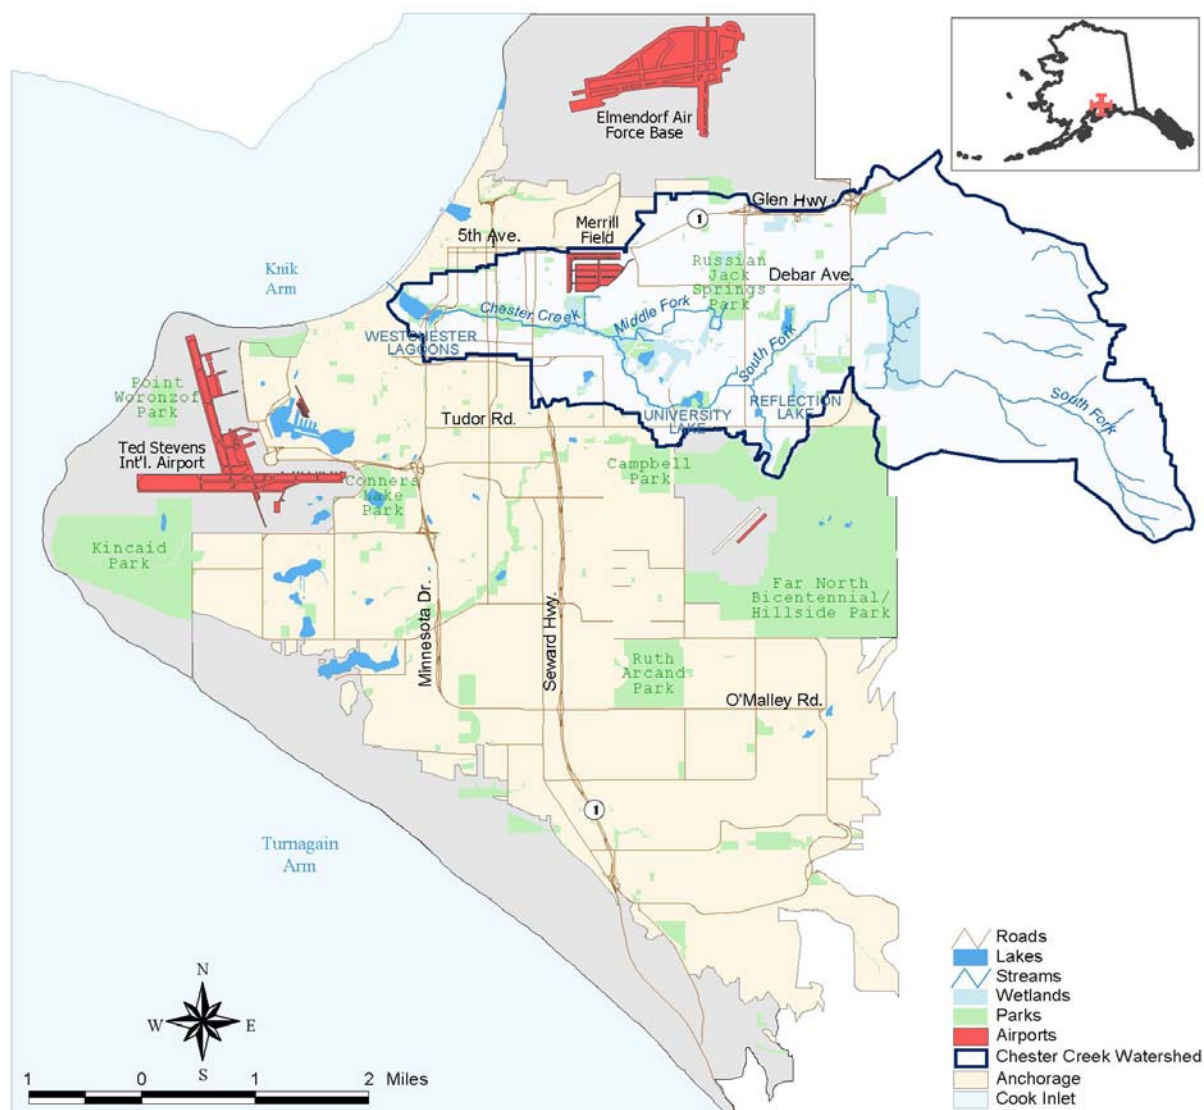 Elmendorf Air
Force Base
Glen Hwy.
1
Merrill
Field
5th Ave.
Russian
Jack
Springs
Park
Debar Ave.
Knik
Arm
Chester Creek
Middle Fork
South Fork
WESTCHESTER
LAGOONS
Point
Woronzof
Park
UNIVERSITY
LAKE
REFLECTION
LAKE
South Fork
Tudor Rd.
Ted Stevens
Int'l. Airport
Campbell
Park
Conners
Lake
Park
Kincaid
Park
Far North
Bicentennial/
Hillside Park
Minnesota Dr.
Seward Hwy.
Ruth
Arcand
Park
O'Malley Rd.
1
Turnagain
Arm
N
W E
S
1 0 1 2 Miles
Roads
Lakes
Streams
Wetlands
Parks
Airports
Chester Creek Watershed
Anchorage
Cook Inlet